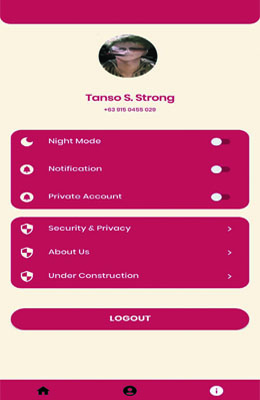 Tanso S. Strong
+63 915 0455 029
Night Mode
Notification
Private Account
Security & Privacy
About Us
Under Construction
LOGOUT